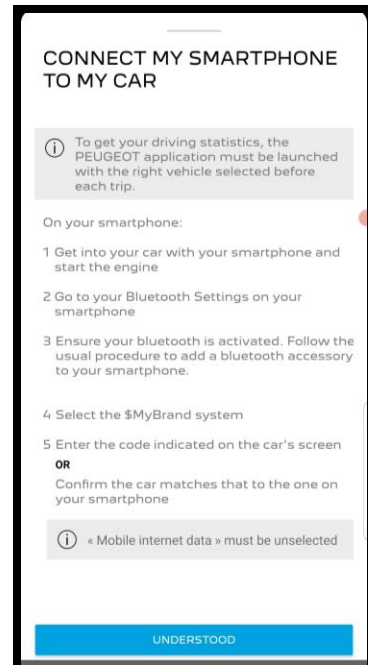 CONNECT MY SMARTPHONE
TO MY CAR
To get your driving statistics, the
PEUGEOT application must be launched
with the right vehicle selected before
each trip.
On your smartphone:
1 Get into your car with your smartphone and
start the engine
2 Go to your Bluetooth Settings on your
smartphone
3 Ensure your bluetooth is activated. Follow the
usual procedure to add a bluetooth accessory
to your smartphone.
4 Select the $MyBrand system
5 Enter the code indicated on the car's screen
OR
Confirm the car matches that to the one on
your smartphone
« Mobile internet data » must be unselected
UNDERSTOOD